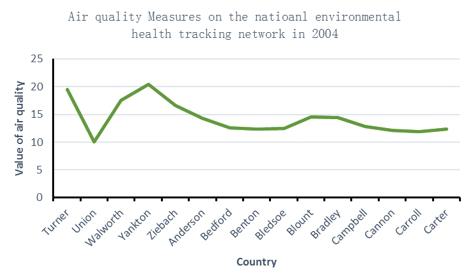 Air quality Measures on the natioanl environmental
health tracking network in 2004
25
20
15
10
5
0
Value of air quality
Turner
Union
Walworth
Yankton
Ziebach
Anderson
Bedford
Benton
Bledsoe
Blount
Bradley
Campbell
Cannon
Carroll
Carter
Country